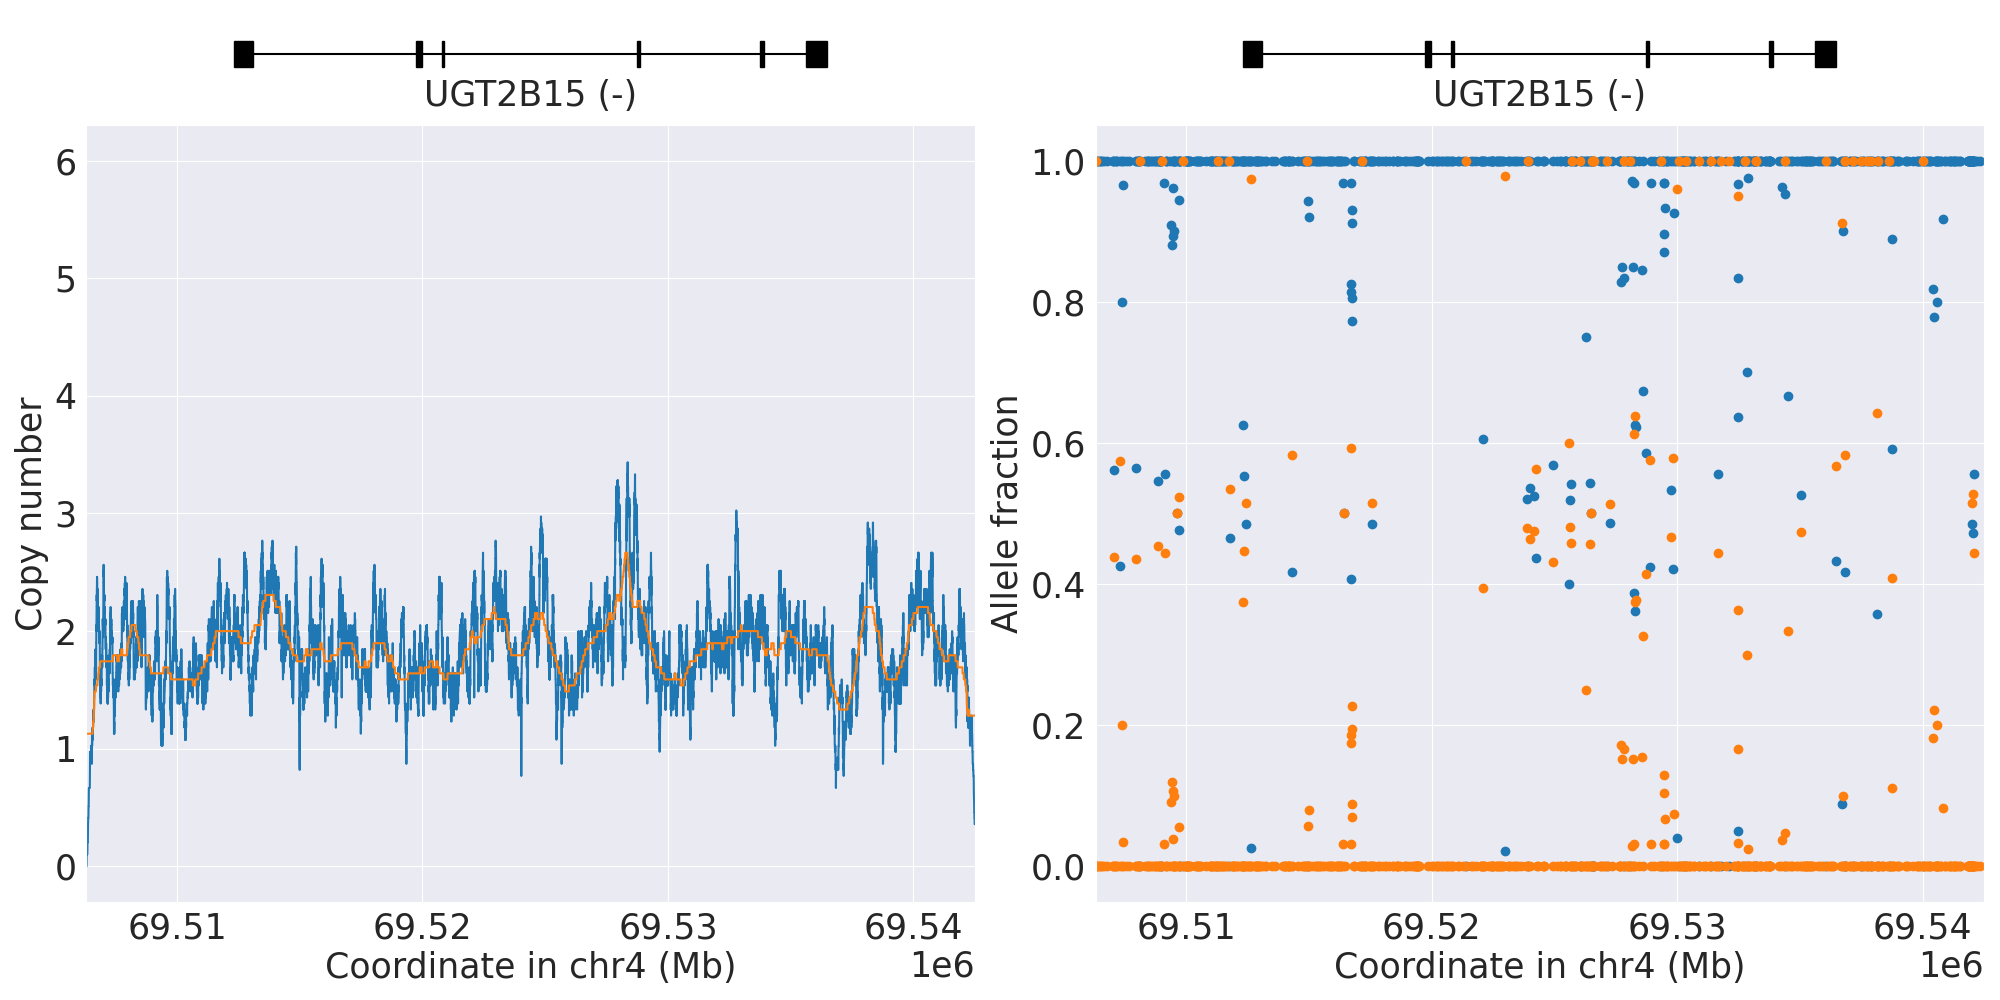 UGT2B15 (-)
6
5
4
3
2
1
0
Copy number
69.51
69.52
69.53
69.54
Coordinate in chr4 (Mb)
1e6
UGT2B15 (-)
1.0
0.8
0.6
0.4
0.2
0.0
Allele fraction
69.51
69.52
69.53
69.54
Coordinate in chr4 (Mb)
1e6